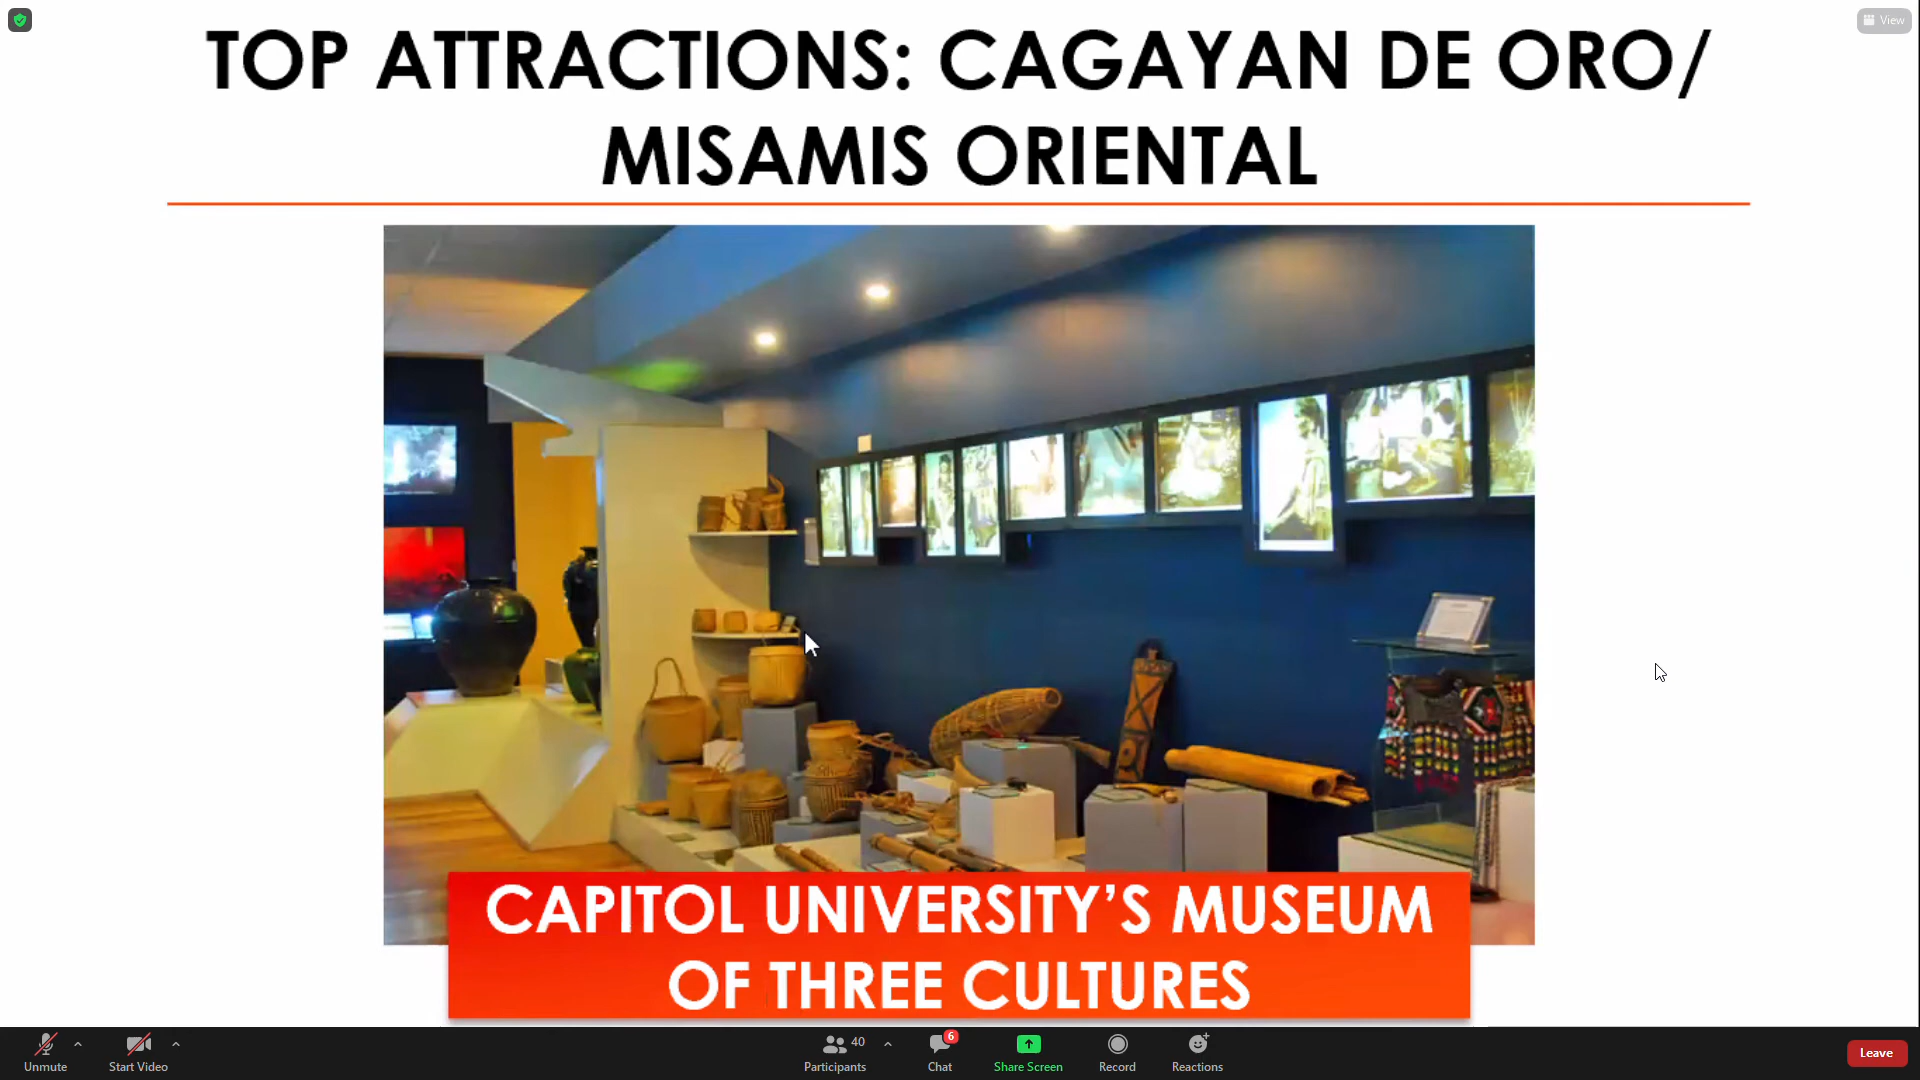 View
TOP ATTRACTIONS: CAGAYAN DE ORO/
MISAMIS ORIENTAL
CAPITOL UNIVERSITY’S MUSEUM
OF THREE CULTURES
Unmute
Start Video
40
Participants
6
Chat
Share Screen
Record
Reactions
Leave